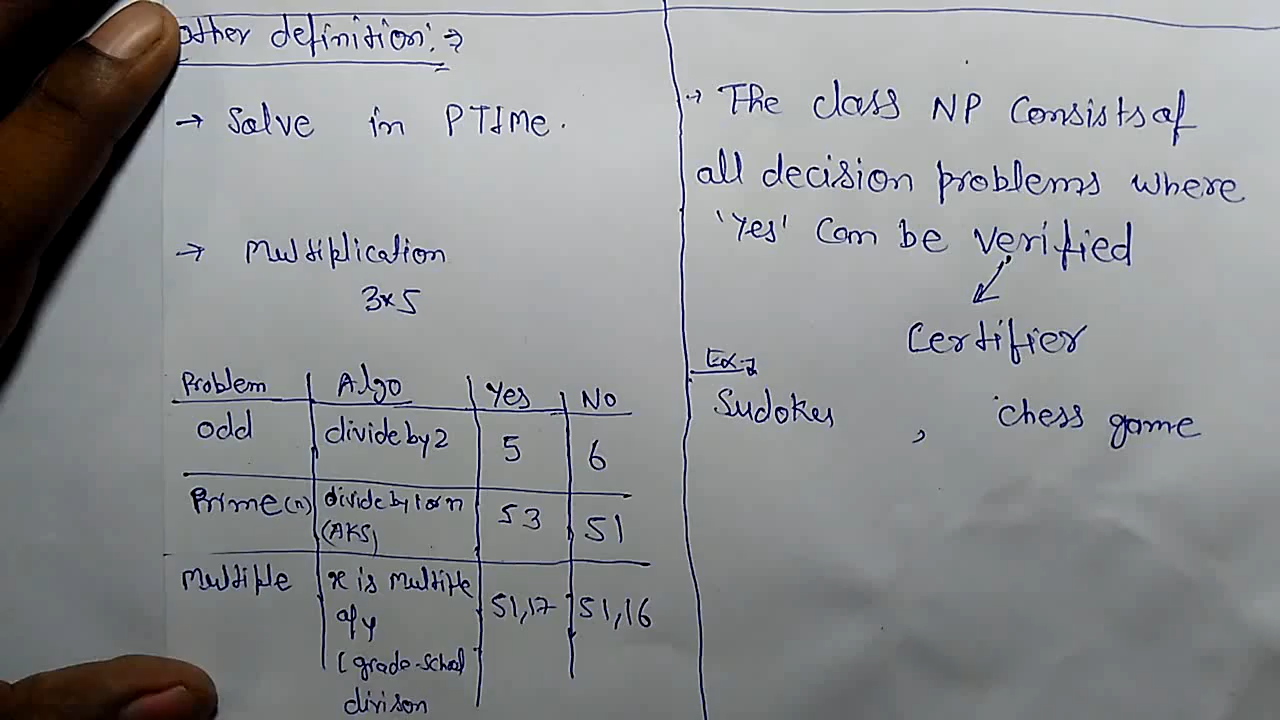 other definition:→
→ Solve in PTIMe.
→ Multiplication
3×5
Problem Algo Yes No
odd divide by 2 5 6
Prime(n) divide by 1 or n 53 51
(AKS)
Multiple x is multiple 51,17 51,16
of y
[grade-school
divison
→ The class NP Consists of
all decision problems where
'Yes' can be verified
Certifier
Ex→
Sudoku , chess game